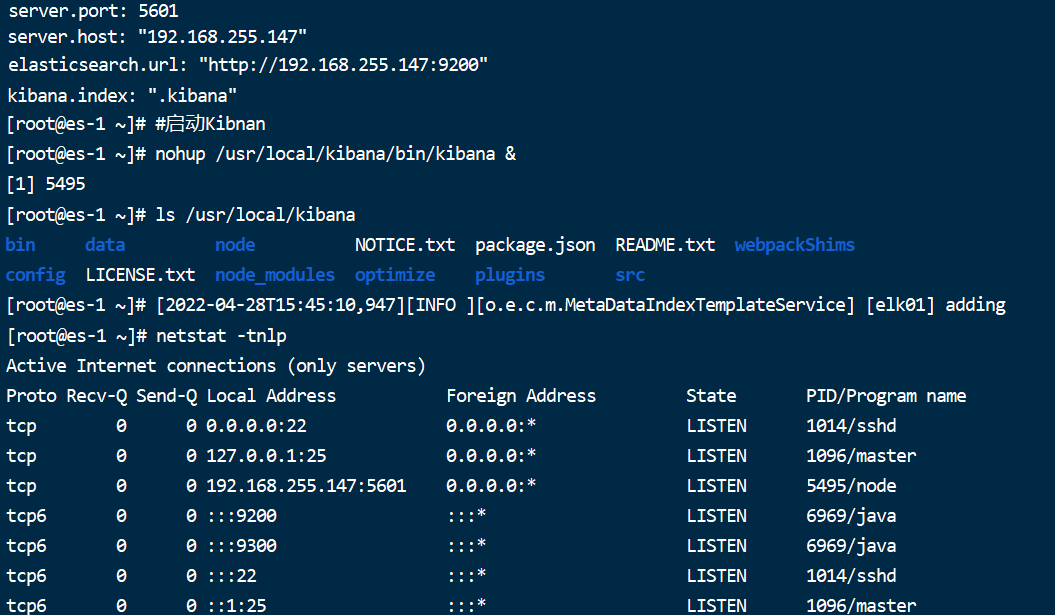 server.port: 5601
server.host: "192.168.255.147"
elasticsearch.url: "http://192.168.255.147:9200"
kibana.index: ".kibana"
[root@es-1 ~]# #启动Kibnan
[root@es-1 ~]# nohup /usr/local/kibana/bin/kibana &
[1] 5495
[root@es-1 ~]# ls /usr/local/kibana
bin data node NOTICE.txt package.json README.txt webpackShims
config LICENSE.txt node_modules optimize plugins src
[root@es-1 ~]# [2022-04-28T15:45:10,947][INFO ][o.e.c.m.MetaDataIndexTemplateService] [elk01] adding
[root@es-1 ~]# netstat -tnlp
Active Internet connections (only servers)
Proto Recv-Q Send-Q Local Address Foreign Address State PID/Program name
tcp 0 0 0.0.0.0:22 0.0.0.0:* LISTEN 1014/sshd
tcp 0 0 127.0.0.1:25 0.0.0.0:* LISTEN 1096/master
tcp 0 0 192.168.255.147:5601 0.0.0.0:* LISTEN 5495/node
tcp6 0 0 :::9200 :::* LISTEN 6969/java
tcp6 0 0 :::9300 :::* LISTEN 6969/java
tcp6 0 0 :::22 :::* LISTEN 1014/sshd
tcp6 0 0 ::1:25 :::* LISTEN 1096/master